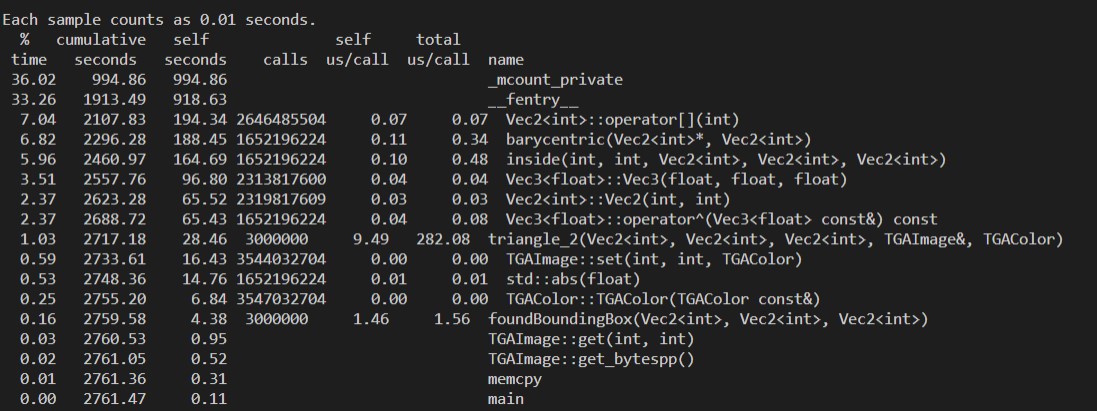 Each sample counts as 0.01 seconds.
  %   cumulative   self              self     total
 time   seconds   seconds    calls  us/call  us/call  name
36.02    994.86   994.86                             _mcount_private
33.26   1913.49   918.63                             __fentry__
 7.04   2107.83   194.34 2646485504     0.07     0.07  Vec2<int>::operator[](int)
 6.82   2296.28   188.45 1652196224     0.11     0.34  barycentric(Vec2<int>*, Vec2<int>)
 5.96   2460.97   164.69 1652196224     0.10     0.48  inside(int, int, Vec2<int>, Vec2<int>, Vec2<int>)
 3.51   2557.76    96.80 2313817600     0.04     0.04  Vec3<float>::Vec3(float, float, float)
 2.37   2623.28    65.52 2319817609     0.03     0.03  Vec2<int>::Vec2(int, int)
 2.37   2688.72    65.43 1652196224     0.04     0.08  Vec3<float>::operator^(Vec3<float> const&) const
 1.03   2717.18    28.46  3000000     9.49   282.08  triangle_2(Vec2<int>, Vec2<int>, Vec2<int>, TGAImage&, TGAColor)
 0.59   2733.61    16.43 3544032704     0.00     0.00  TGAImage::set(int, int, TGAColor)
 0.53   2748.36    14.76 1652196224     0.01     0.01  std::abs(float)
 0.25   2755.20     6.84 3547032704     0.00     0.00  TGAColor::TGAColor(TGAColor const&)
 0.16   2759.58     4.38  3000000     1.46     1.56  foundBoundingBox(Vec2<int>, Vec2<int>, Vec2<int>)
 0.03   2760.53     0.95                             TGAImage::get(int, int)
 0.02   2761.05     0.52                             TGAImage::get_bytespp()
 0.01   2761.36     0.31                             memcpy
 0.00   2761.47     0.11                             main